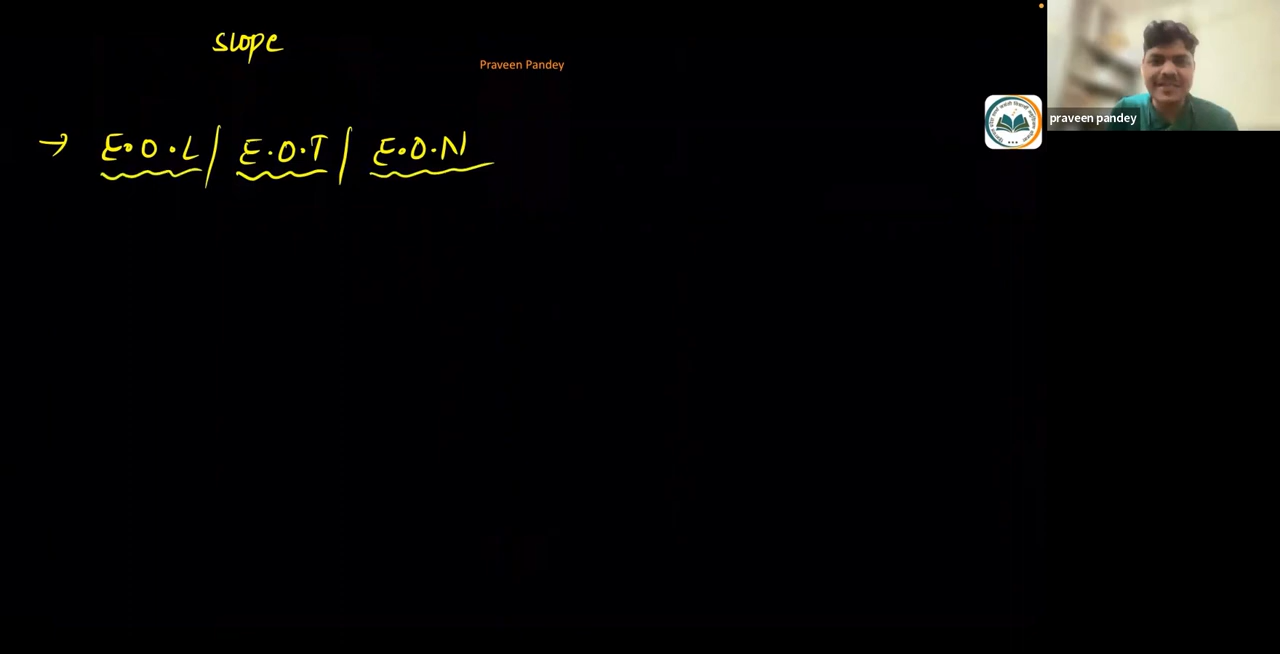 slope
Praveen Pandey
praveen pandey
→ E.O.L / E.O.T / E.O.N